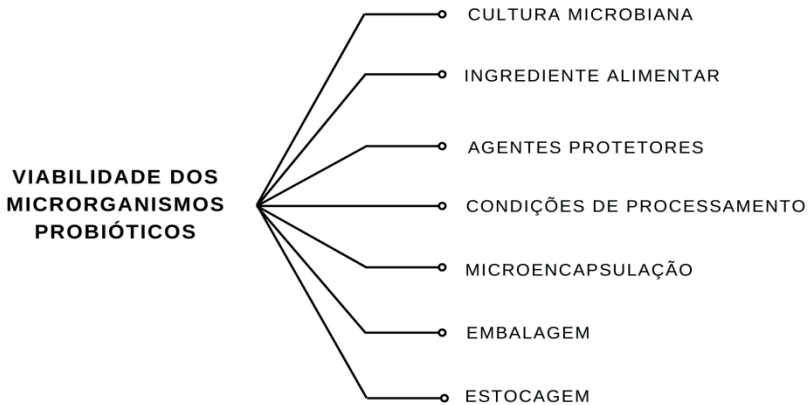 VIABILIDADE DOS
MICRORGANISMOS
PROBIÓTICOS
CULTURA MICROBIANA
INGREDIENTE ALIMENTAR
AGENTES PROTETORES
CONDIÇÕES DE PROCESSAMENTO
MICROENCAPSULAÇÃO
EMBALAGEM
ESTOCAGEM